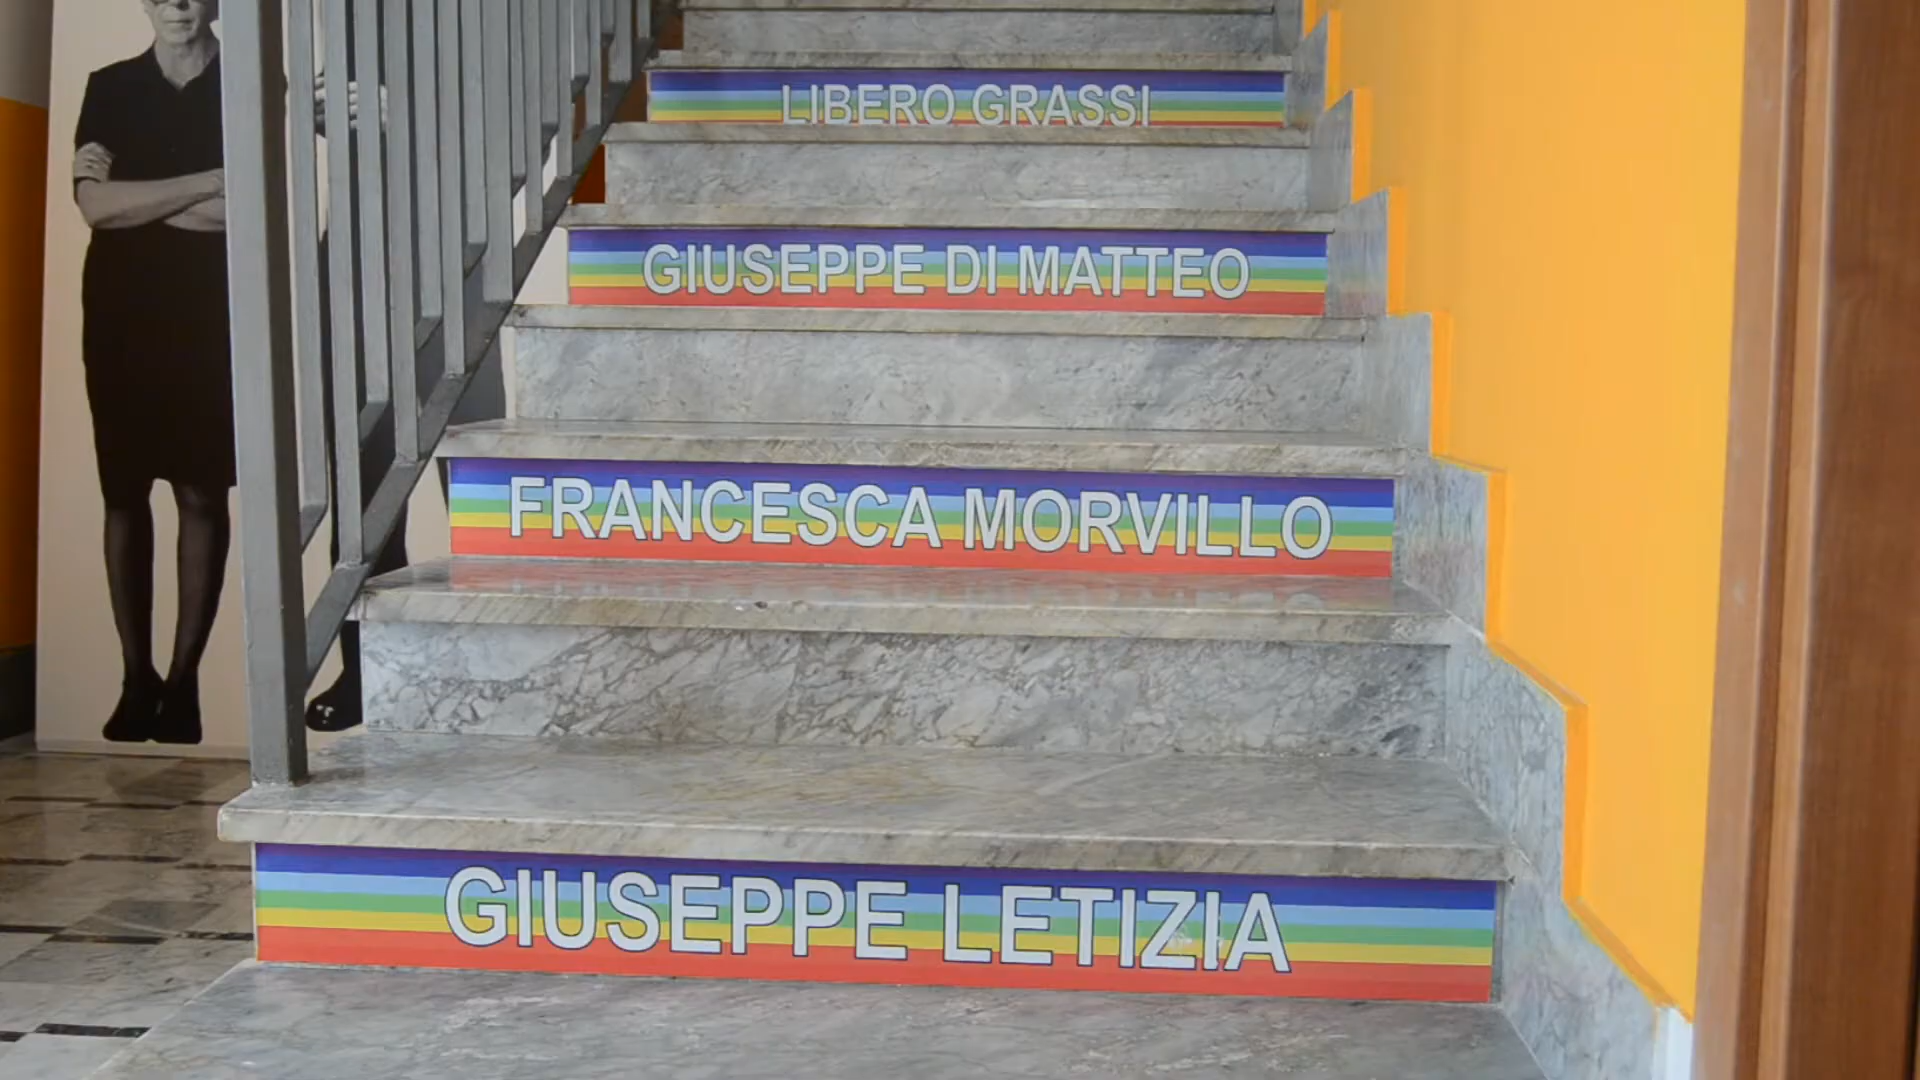 LIBERO GRASSI
GIUSEPPE DI MATTEO
FRANCESCA MORVILLO
GIUSEPPE LETIZIA